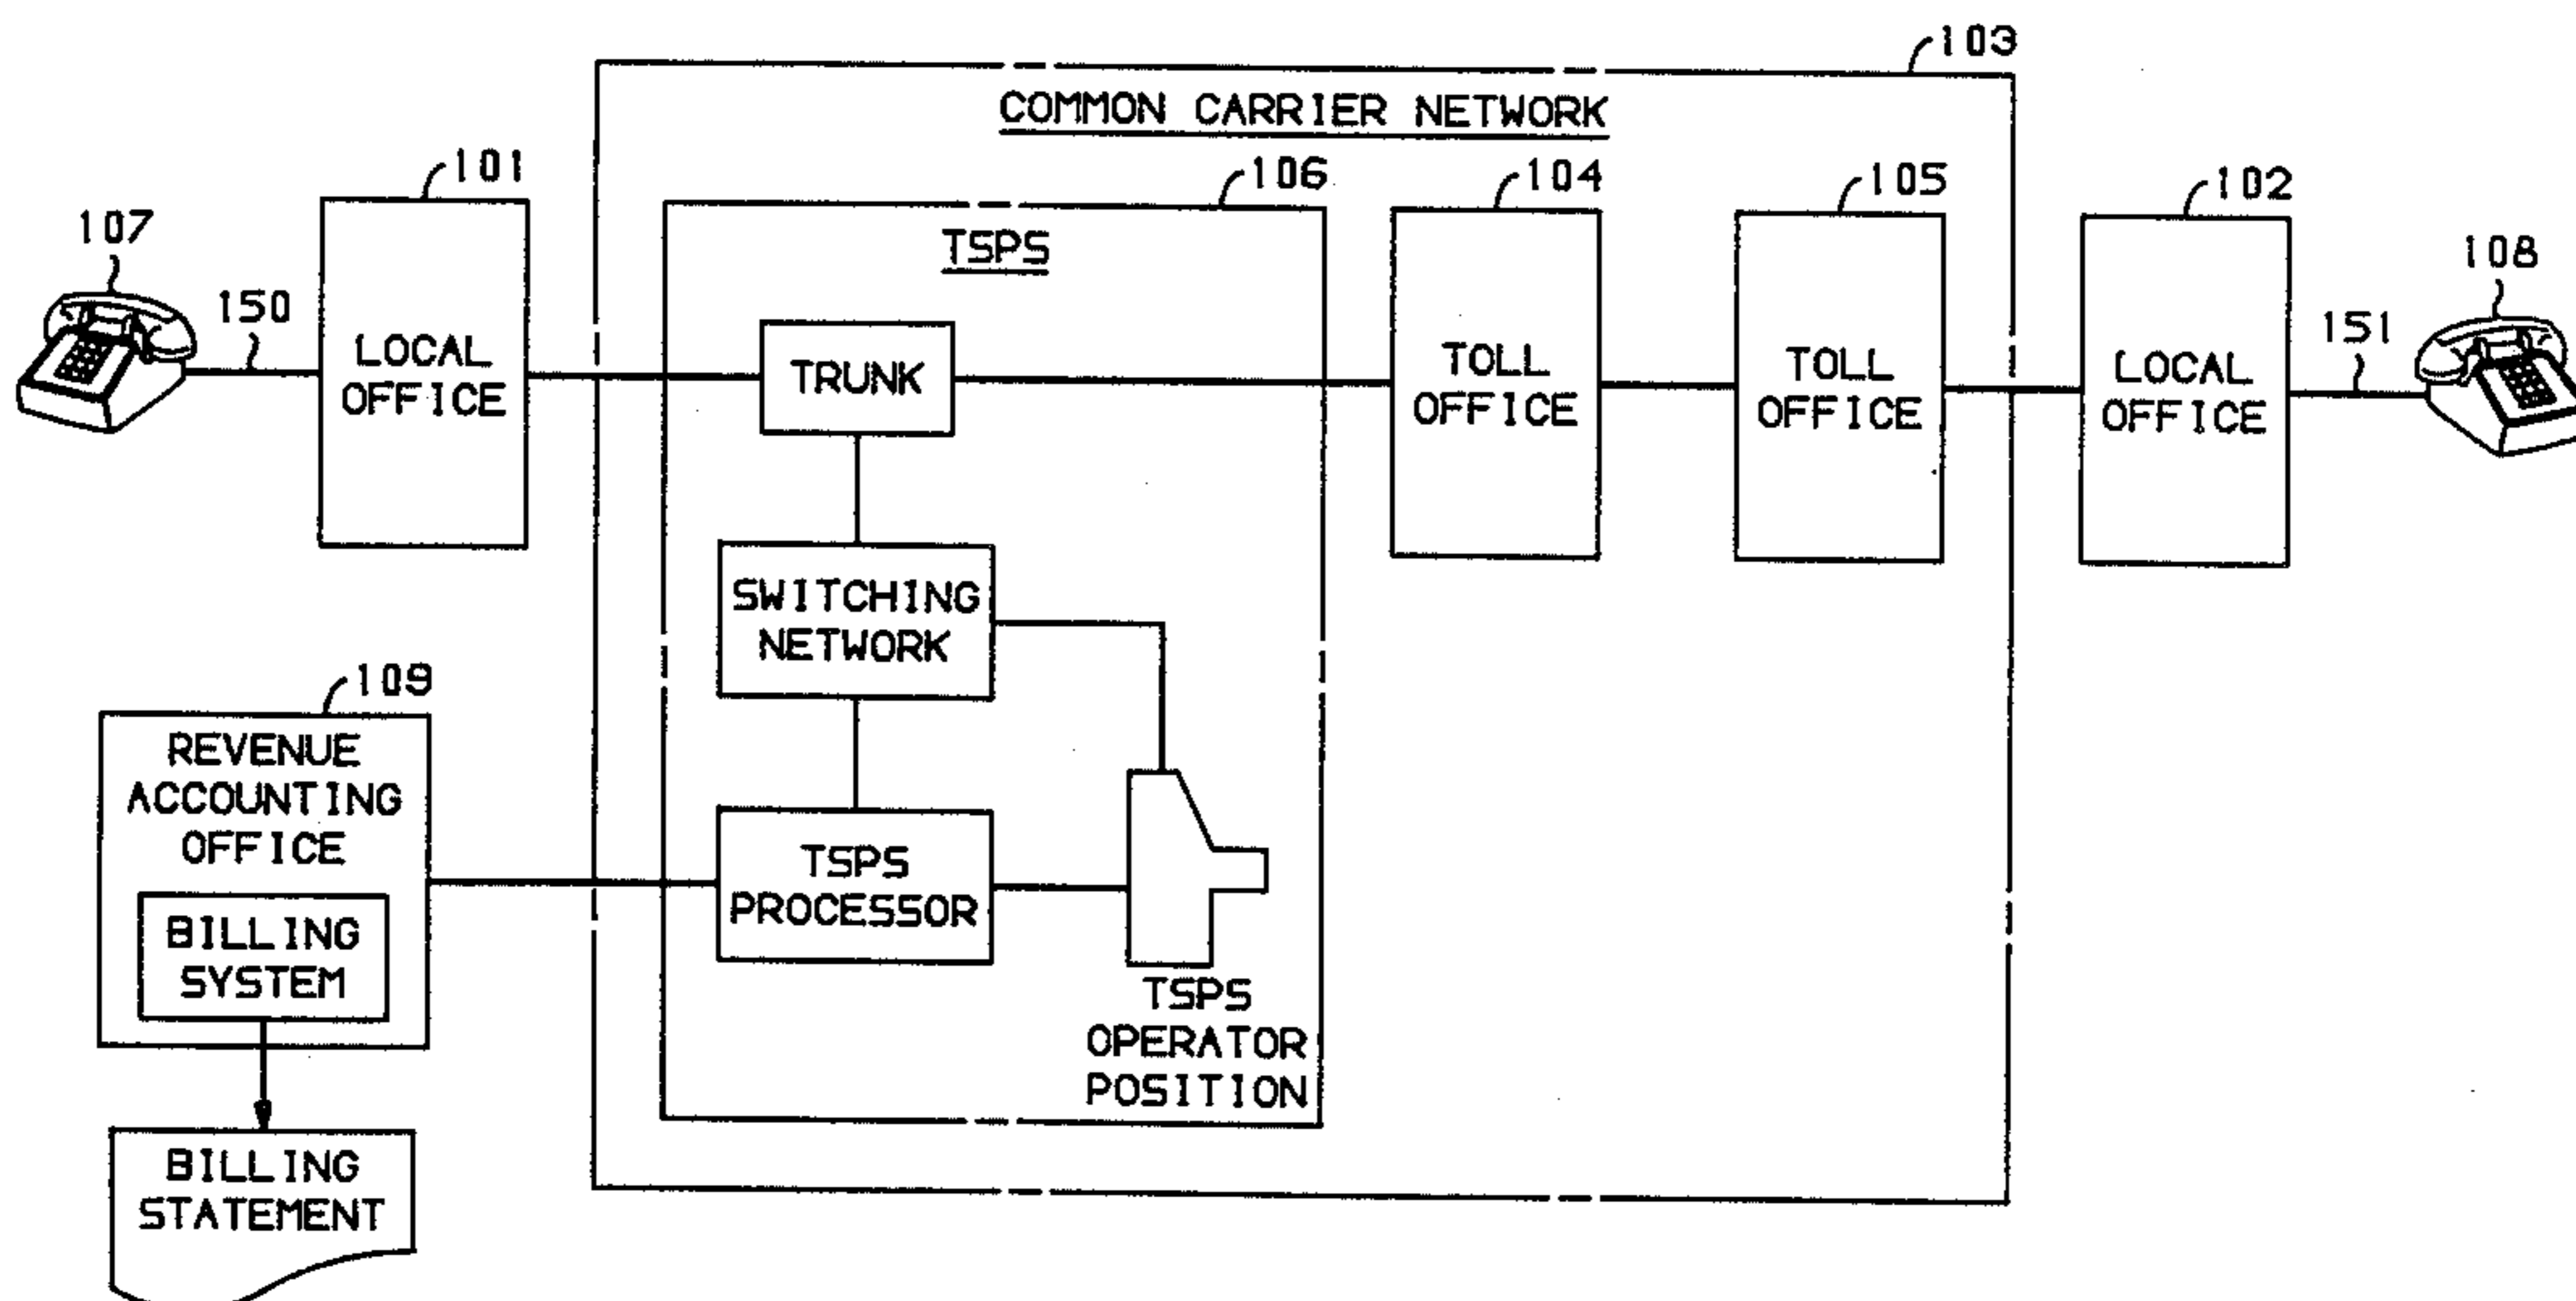 103
COMMON CARRIER NETWORK
101
106
104
105
102
107
TSPS
108
150
151
LOCAL
OFFICE
TRUNK
TOLL
OFFICE
TOLL
OFFICE
LOCAL
OFFICE
SWITCHING
NETWORK
109
REVENUE
ACCOUNTING
OFFICE
TSPS
PROCESSOR
BILLING
SYSTEM
TSPS
OPERATOR
POSITION
BILLING
STATEMENT